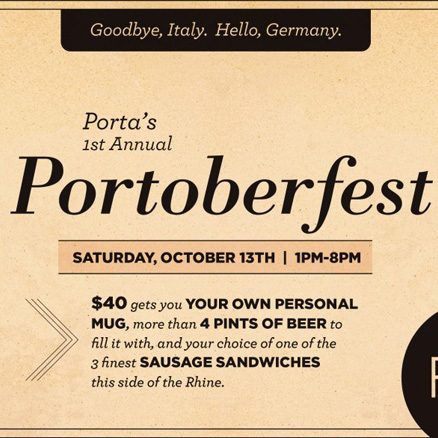 Goodbye, Italy. Hello, Germany.
Porta's
1st Annual
Portoberfest
SATURDAY, OCTOBER 13TH | 1PM-8PM
$40 gets you YOUR OWN PERSONAL
MUG, more than 4 PINTS OF BEER to
fill it with, and your choice of one of the
3 finest SAUSAGE SANDWICHES
this side of the Rhine.